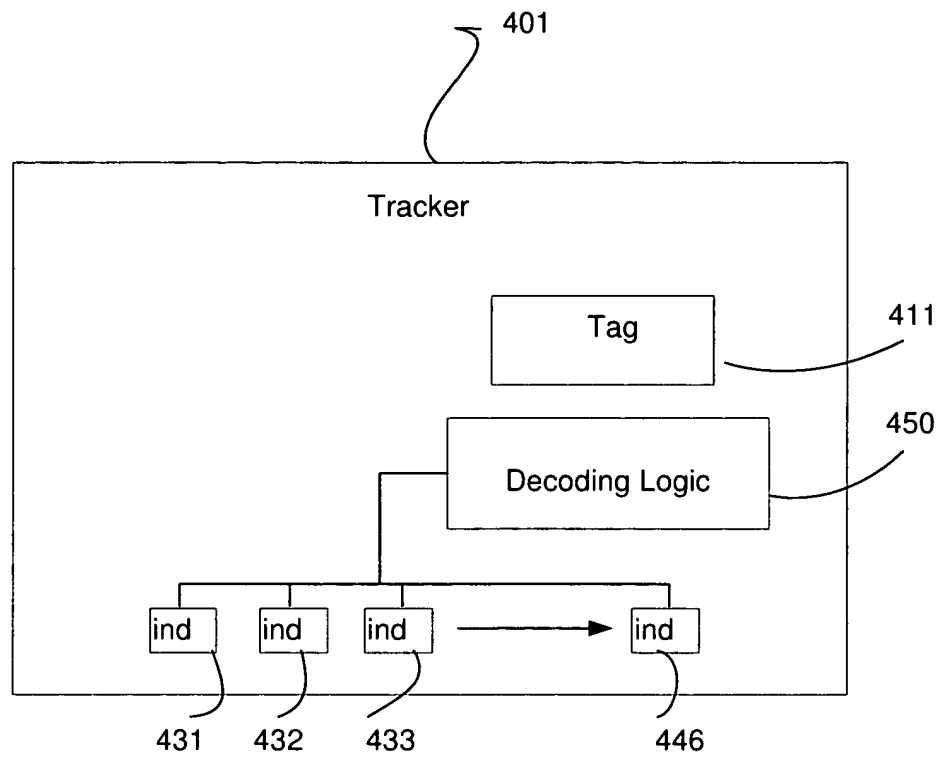 401
Tracker
Tag
411
450
Decoding Logic
ind ind ind ind
431 432 433 446